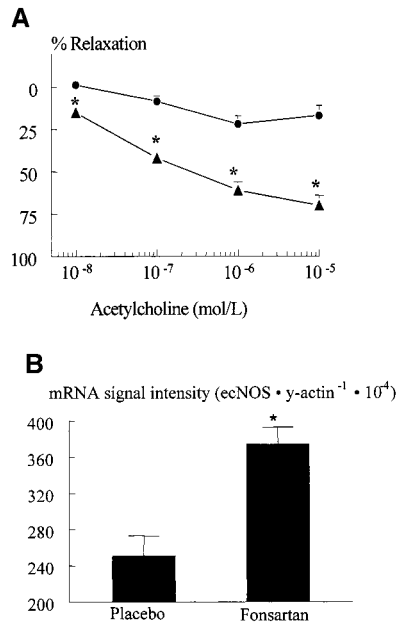 A
% Relaxation
0
25
50
75
100
* * * *
10⁻⁸ 10⁻⁷ 10⁻⁶ 10⁻⁵
Acetylcholine (mol/L)
B
mRNA signal intensity (ecNOS • y-actin⁻¹ • 10⁴)
400
360
320
280
240
200
*
Placebo Fonsartan